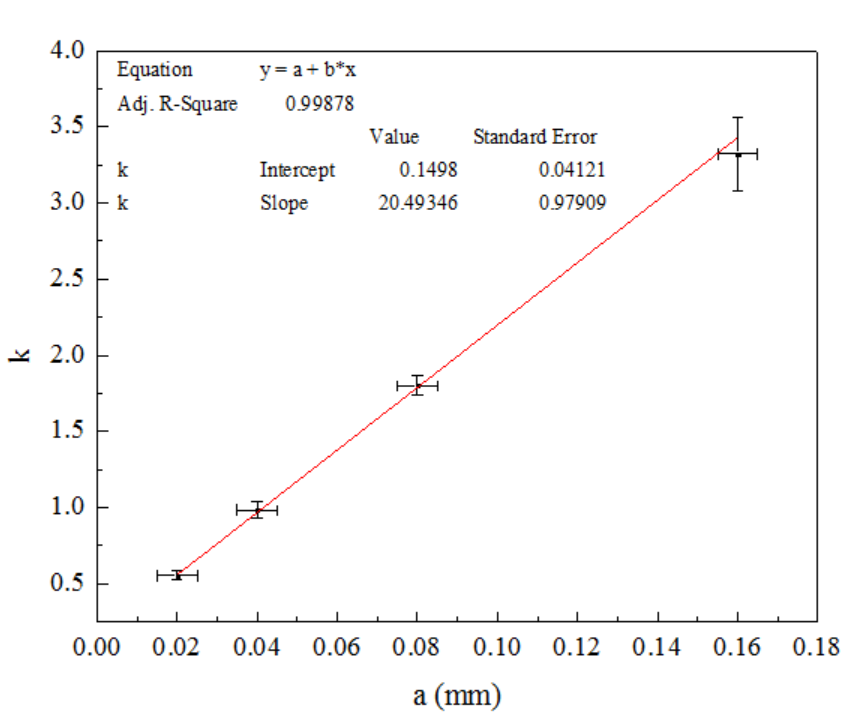 4.0
Equation y = a + b*x
Adj. R-Square 0.99878
3.5
Value Standard Error
k Intercept 0.1498 0.04121
3.0 k Slope 20.49346 0.97909
2.5
k
2.0
1.5
1.0
0.5
0.00 0.02 0.04 0.06 0.08 0.10 0.12 0.14 0.16 0.18
a (mm)